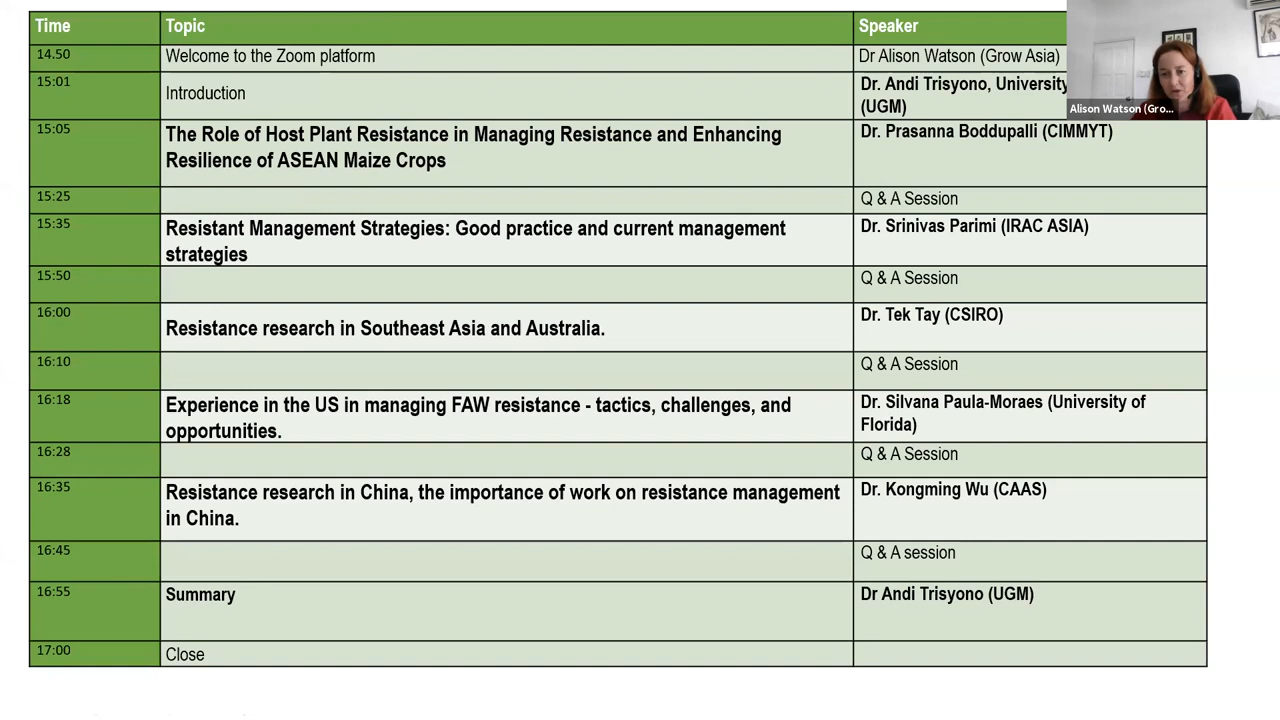 Time Topic Speaker
14.50 Welcome to the Zoom platform Dr Alison Watson (Grow Asia)
15:01 Introduction Dr. Andi Trisyono, University
(UGM)
15:05 The Role of Host Plant Resistance in Managing Resistance and Enhancing Dr. Prasanna Boddupalli (CIMMYT)
Resilience of ASEAN Maize Crops
15:25 Q & A Session
15:35 Resistant Management Strategies: Good practice and current management Dr. Srinivas Parimi (IRAC ASIA)
strategies
15:50 Q & A Session
16:00 Resistance research in Southeast Asia and Australia. Dr. Tek Tay (CSIRO)
16:10 Q & A Session
16:18 Experience in the US in managing FAW resistance - tactics, challenges, and Dr. Silvana Paula-Moraes (University of
opportunities. Florida)
16:28 Q & A Session
16:35 Resistance research in China, the importance of work on resistance management Dr. Kongming Wu (CAAS)
in China.
16:45 Q & A session
16:55 Summary Dr Andi Trisyono (UGM)
17:00 Close
Alison Watson (Gro...